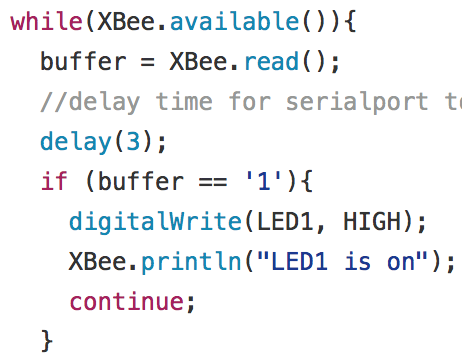 while(XBee.available()){
buffer = XBee.read();
//delay time for serialport
delay(3);
if (buffer == '1'){
digitalWrite(LED1, HIGH);
XBee.println("LED1 is on");
continue;
}